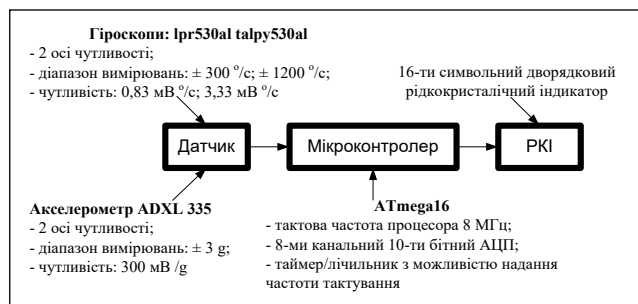 Гіроскопи: lpr530al таlpy530al
- 2 осі чутливості;
- діапазон вимірювань: ± 300 °/с; ± 1200 °/с;
- чутливість: 0,83 мВ °/с; 3,33 мВ °/с
16-ти символьний дворядковий
рідкокристалічний індикатор
Датчик
Мікроконтролер
РКІ
Акселерометр ADXL 335
- 2 осі чутливості;
- діапазон вимірювань: ± 3 g;
- чутливість: 300 мВ /g
ATmega16
- тактова частота процесора 8 МГц;
- 8-ми канальний 10-ти бітний АЦП;
- таймер/лічильник з можливістю надання
частоти тактування